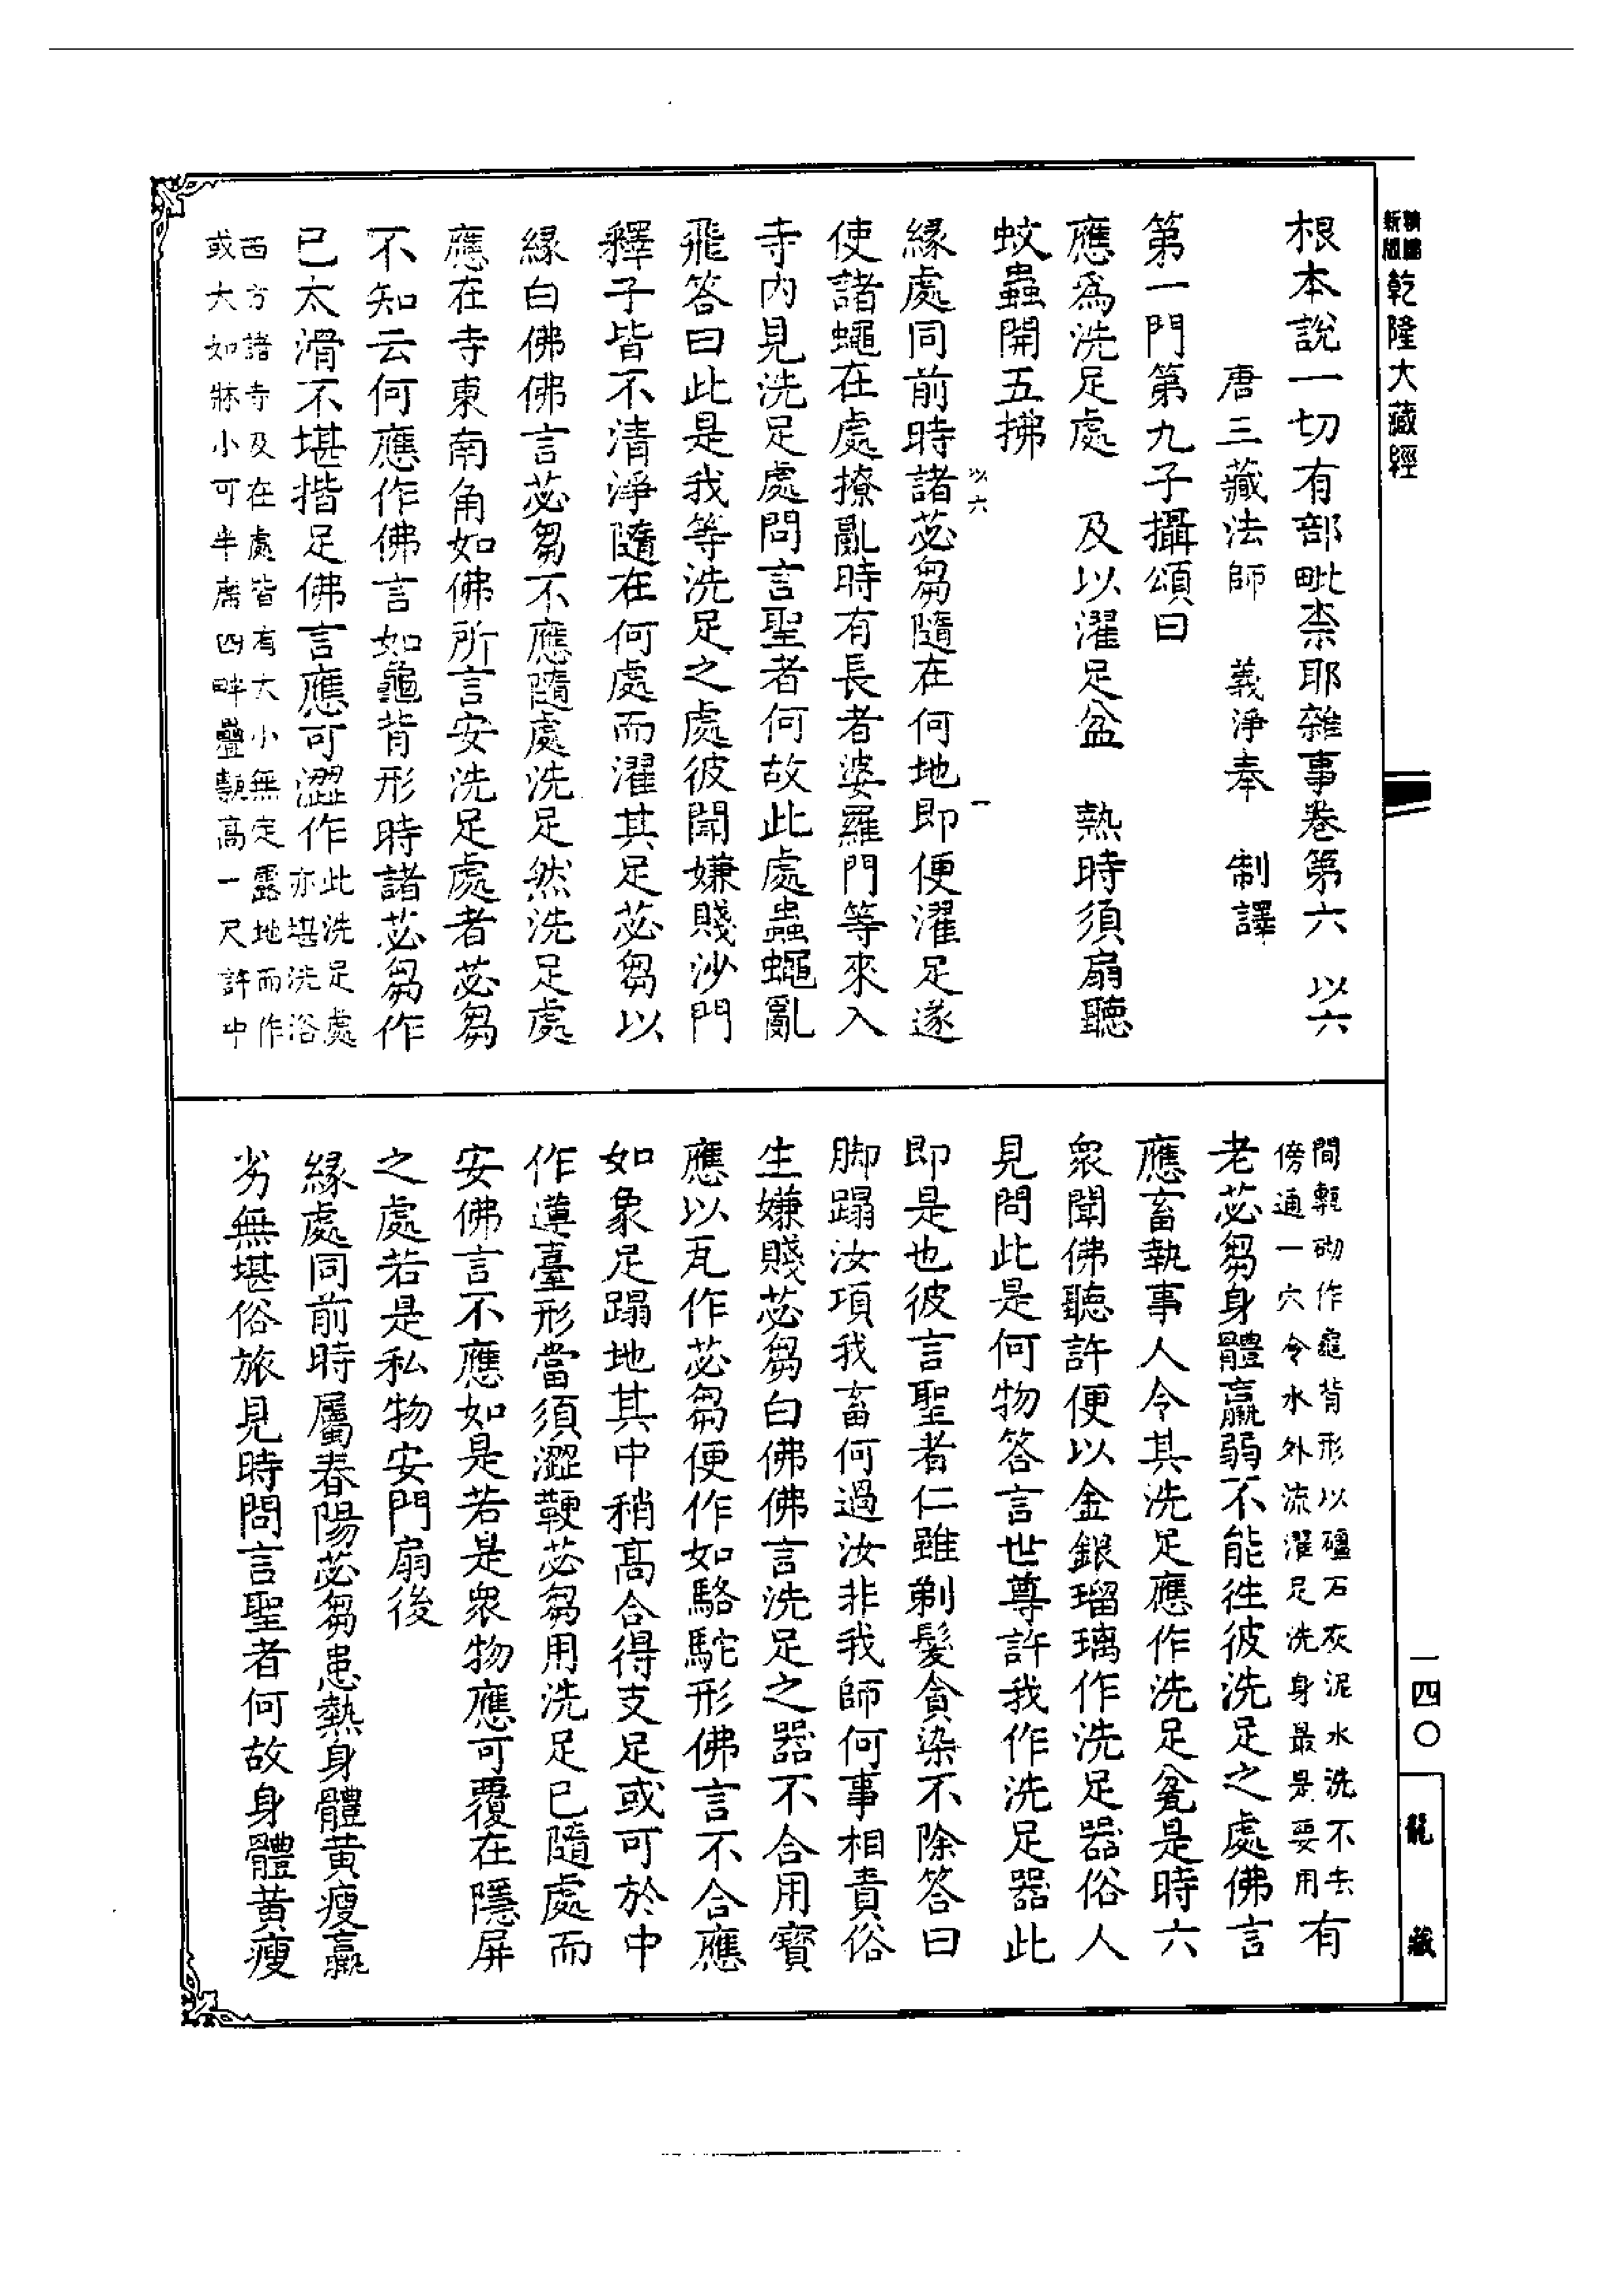 新版
乾隆大藏經
根本說一切有部毗柰耶雜事卷第六　以六
唐三藏法師　義淨奉　制譯
第一門第九子攝頌曰
應爲洗足處　及以濯足盆　熱時須扇聽
蚊蟲開五拂
以六　一
緣處同前時諸苾芻隨在何地即便濯足遂
使諸蠅在處撩亂時有長者婆羅門等來入
寺內見洗足處問言聖者何故此處蟲蠅亂
飛答曰此是我等洗足之處彼聞嫌賤沙門
釋子皆不清淨隨在何處而濯其足苾芻以
緣白佛佛言苾芻不應隨處洗足然洗足處
應在寺東南角如佛所言安洗足處者苾芻
不知云何應作佛言如龜背形時諸苾芻作
已太滑不堪揩足佛言應可澀作
此洗足處
亦堪洗浴
西方諸寺及在處皆有大小無定露地而作
或大如牀小可半席四畔壘甎高一尺許中
間甎砌作龜背形以礓石灰泥水洗不去
傍通一穴令水外流濯足洗身最是要用
有
老苾芻身體羸弱不能往彼洗足之處佛言
應畜執事人令其洗足應作洗足瓫是時六
衆聞佛聽許便以金銀瑠璃作洗足器俗人
見問此是何物答言世尊許我作洗足器此
即是也彼言聖者仁雖剃髮貪染不除答曰
脚蹋汝項我畜何過汝非我師何事相責俗
生嫌賤苾芻白佛佛言洗足之器不合用寶
應以瓦作苾芻便作如駱駝形佛言不合應
如象足蹋地其中稍高合得支足或可於中
作蓮臺形當須澀鞕苾芻用洗足已隨處而
安佛言不應如是若是衆物應可覆在隱屏
之處若是私物安門扇後
緣處同前時屬春陽苾芻患熱身體黃瘦羸
劣無堪俗旅見時問言聖者何故身體黃瘦
一四〇
龍藏